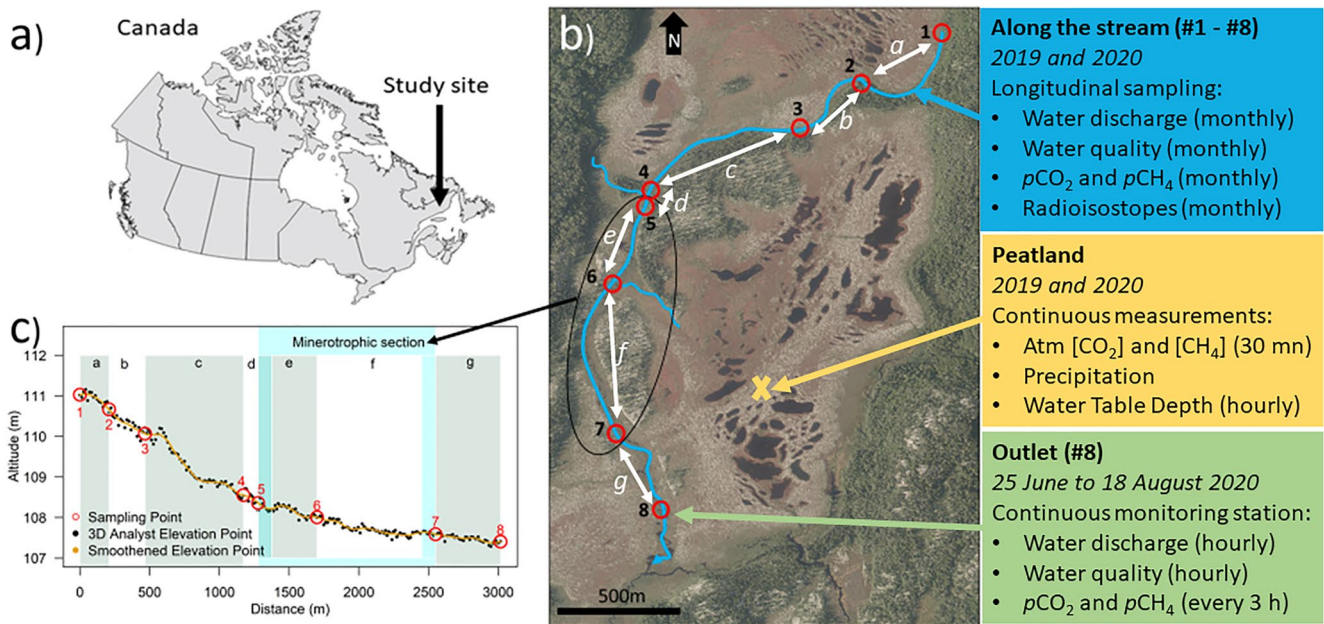 a)
Canada
Study site
b)
N
1
a
2
3
b
c
4
d
5
e
6
f
7
g
8
500m
Along the stream (#1 - #8)
2019 and 2020
Longitudinal sampling:
• Water discharge (monthly)
• Water quality (monthly)
• pCO₂ and pCH₄ (monthly)
• Radioisostopes (monthly)
Peatland
2019 and 2020
Continuous measurements:
• Atm [CO₂] and [CH₄] (30 mn)
• Precipitation
• Water Table Depth (hourly)
Outlet (#8)
25 June to 18 August 2020
Continuous monitoring station:
• Water discharge (hourly)
• Water quality (hourly)
• pCO₂ and pCH₄ (every 3 h)
c)
Minerotrophic section
a b c d e f g
112
111
110
109
108
107
Altitude (m)
1 2 3 4 5 6 7 8
Sampling Point
3D Analyst Elevation Point
Smoothened Elevation Point
0 500 1000 1500 2000 2500 3000
Distance (m)